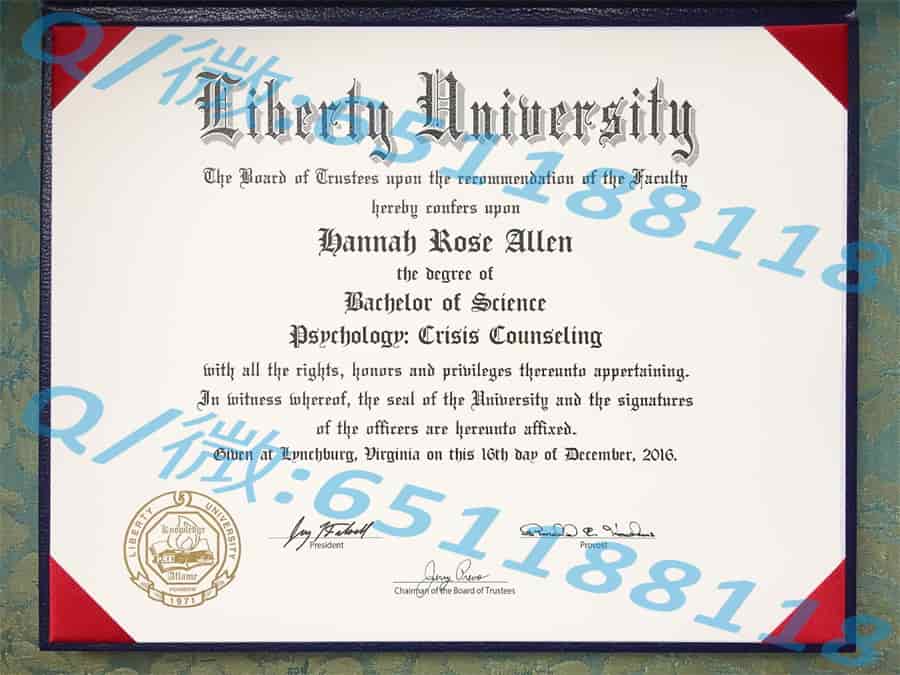 Liberty University
The Board of Trustees upon the recommendation of the Faculty
hereby confers upon
Hannah Rose Allen
the degree of
Bachelor of Science
Psychology: Crisis Counseling
with all the rights, honors and privileges thereunto appertaining.
In witness whereof, the seal of the University and the signatures
of the officers are hereunto affixed.
Given at Lynchburg, Virginia on this 16th day of December, 2016.
LIBERTY UNIVERSITY
Knowledge
Aflame
1971
President
Provost
Chairman of the Board of Trustees
Q/微:651188118
Q/微:651188118